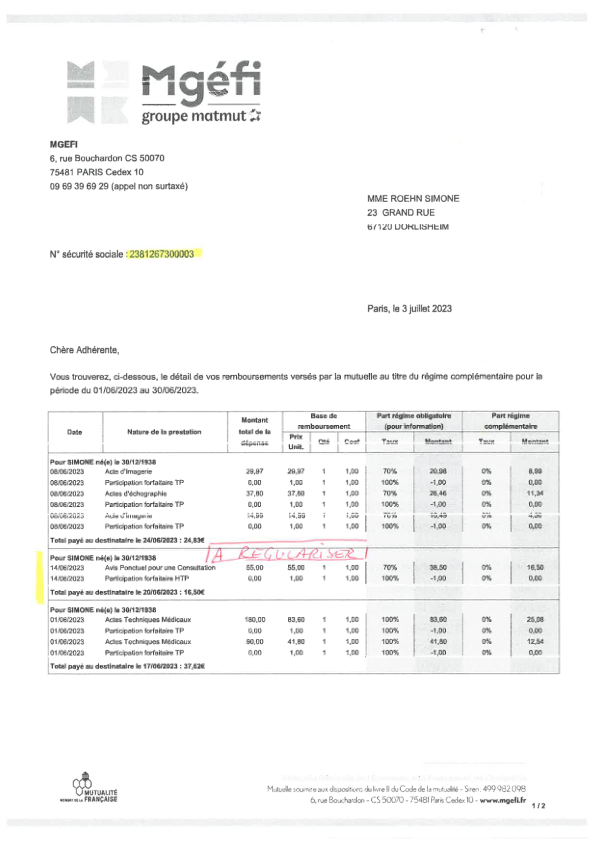 Mgéfi
groupe matmut
MGEFI
6, rue Bouchardon CS 50070
75481 PARIS Cedex 10
09 69 39 69 29 (appel non surtaxé)
MME ROEHN SIMONE
23 GRAND RUE
67120 DORLISHEIM
N° sécurité sociale : 2381267300003
Paris, le 3 juillet 2023
Chère Adhérente,
Vous trouverez, ci-dessous, le détail de vos remboursements versés par la mutuelle au titre du régime complémentaire pour la
période du 01/06/2023 au 30/06/2023.
Date Nature de la prestation Montant total de la dépense Base de remboursement Part régime obligatoire (pour information) Part régime complémentaire
Prix Unit. Qté Coef Taux Montant Taux Montant
Pour SIMONE né(e) le 30/12/1938
08/06/2023 Acte d'Imagerie 29,97 29,97 1 1,00 70% 20,98 0% 8,99
08/06/2023 Participation forfaitaire TP 0,00 1 1,00 100% -1,00 0% 0,00
08/06/2023 Actes d'échographie 37,80 37,80 1 1,00 70% 26,46 0% 11,34
08/06/2023 Participation forfaitaire TP 0,00 1 1,00 100% -1,00 0% 0,00
08/06/2023 Acte d'Imagerie 14,99 14,99 1 1,00 70% 10,49 0% 4,50
08/06/2023 Participation forfaitaire TP 0,00 1 1,00 100% -1,00 0% 0,00
Total payé au destinataire le 24/06/2023 : 24,83€
A REGULARISER !
Pour SIMONE né(e) le 30/12/1938
14/06/2023 Avis Ponctuel pour une Consultation 55,00 55,00 1 1,00 70% 38,50 0% 16,50
14/06/2023 Participation forfaitaire HTP 0,00 1 1,00 100% -1,00 0% 0,00
Total payé au destinataire le 20/06/2023 : 16,50€
Pour SIMONE né(e) le 30/12/1938
01/06/2023 Actes Techniques Médicaux 180,00 83,60 1 1,00 100% 83,60 0% 25,08
01/06/2023 Participation forfaitaire TP 0,00 1 1,00 100% -1,00 0% 0,00
01/06/2023 Actes Techniques Médicaux 90,00 41,80 1 1,00 100% 41,80 0% 12,54
01/06/2023 Participation forfaitaire TP 0,00 1 1,00 100% -1,00 0% 0,00
Total payé au destinataire le 17/06/2023 : 37,62€
MUTUALITÉ
MEMBRE DE LA FRANÇAISE
Mutuelle soumise aux dispositions du livre II du Code de la mutualité - Siren : 499 982 098
6, rue Bouchardon - CS 50070 - 75481 Paris Cedex 10 - www.mgefi.fr
1 / 2